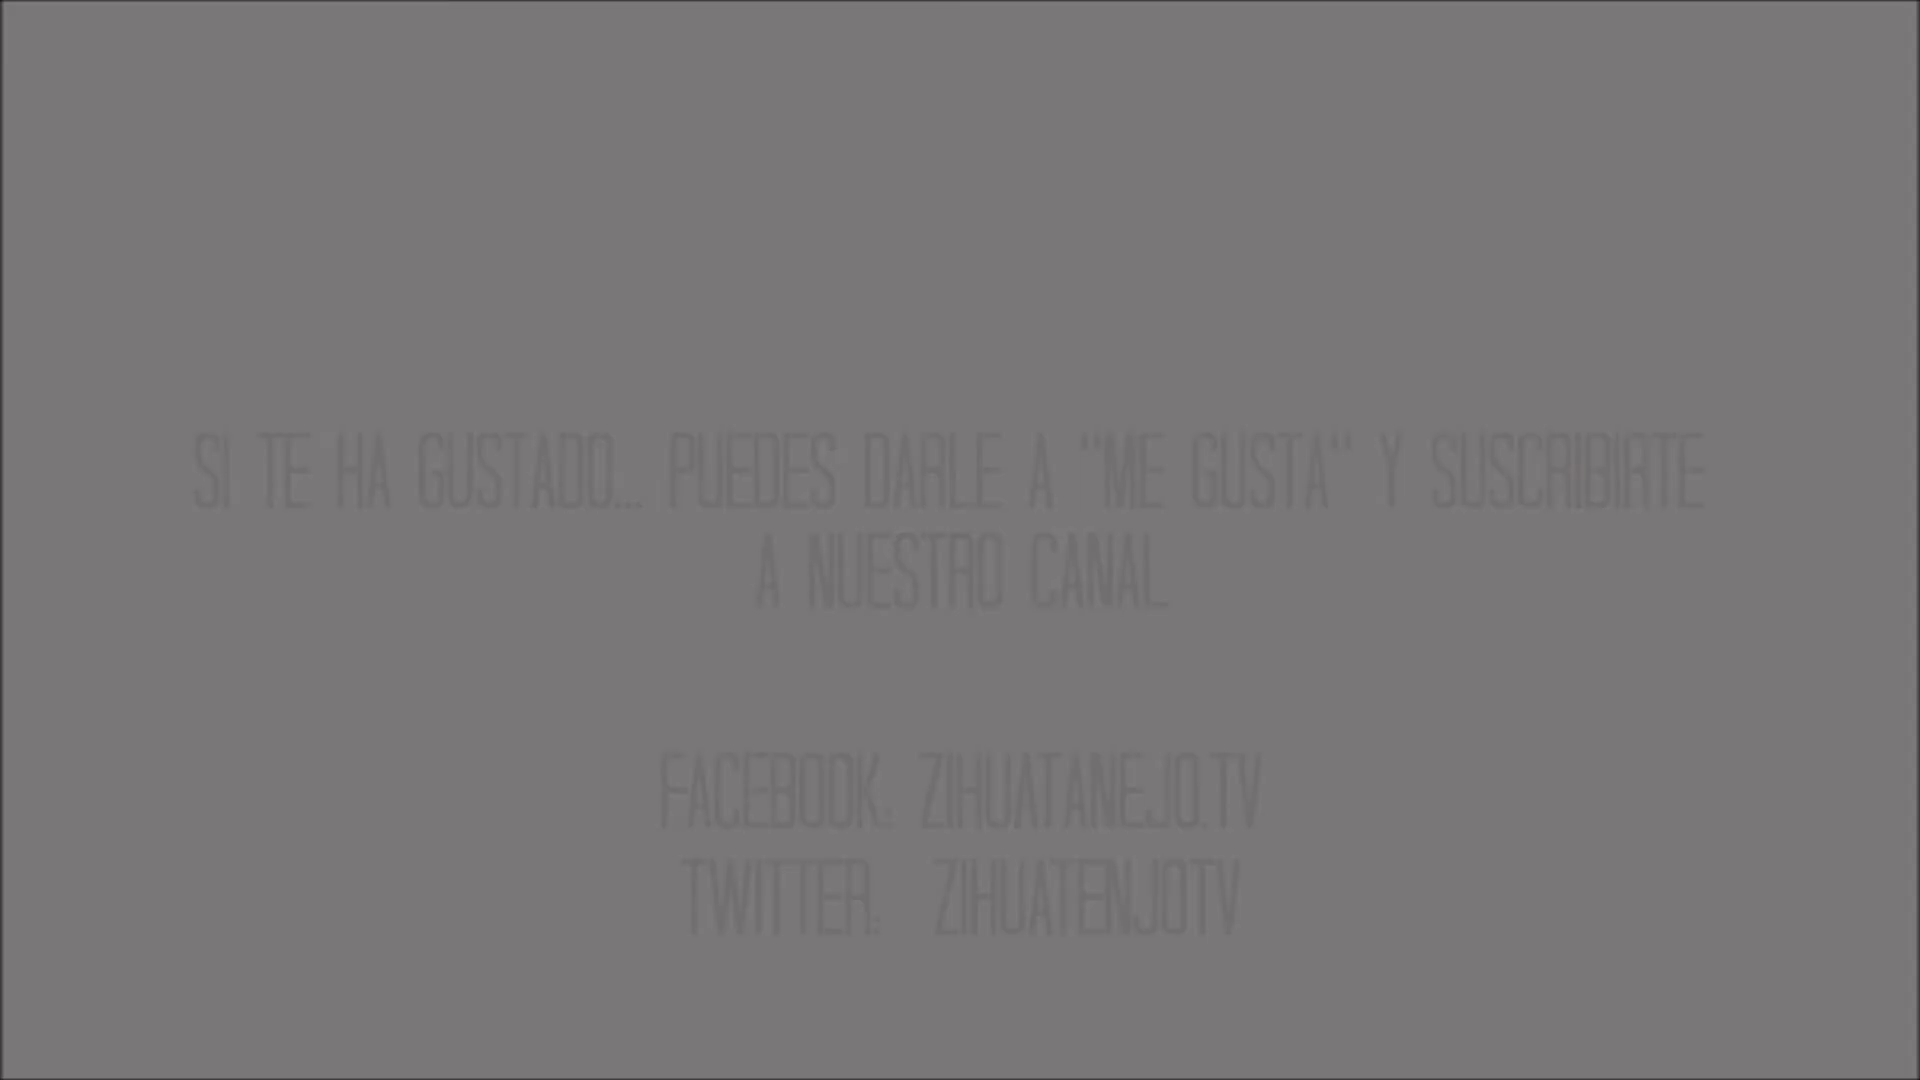 SI TE HA GUSTADO... PUEDES DARLE A "ME GUSTA" Y SUSCRIBIRTE
A NUESTRO CANAL
FACEBOOK: ZIHUATANEJO.TV
TWITTER: ZIHUATENJOTV